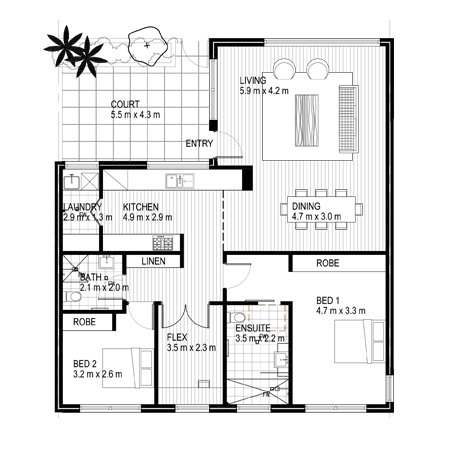 LIVING
5.9 m x 4.2 m
COURT
5.5 m x 4.3 m
ENTRY
LAUNDRY
2.9 m x 1.3 m
KITCHEN
4.9 m x 2.9 m
DINING
4.7 m x 3.0 m
LINEN
ROBE
BATH
2.1 m x 2.0 m
BED 1
4.7 m x 3.3 m
ROBE
ENSUITE
3.5 m x 2.2 m
FLEX
3.5 m x 2.3 m
BED 2
3.2 m x 2.6 m